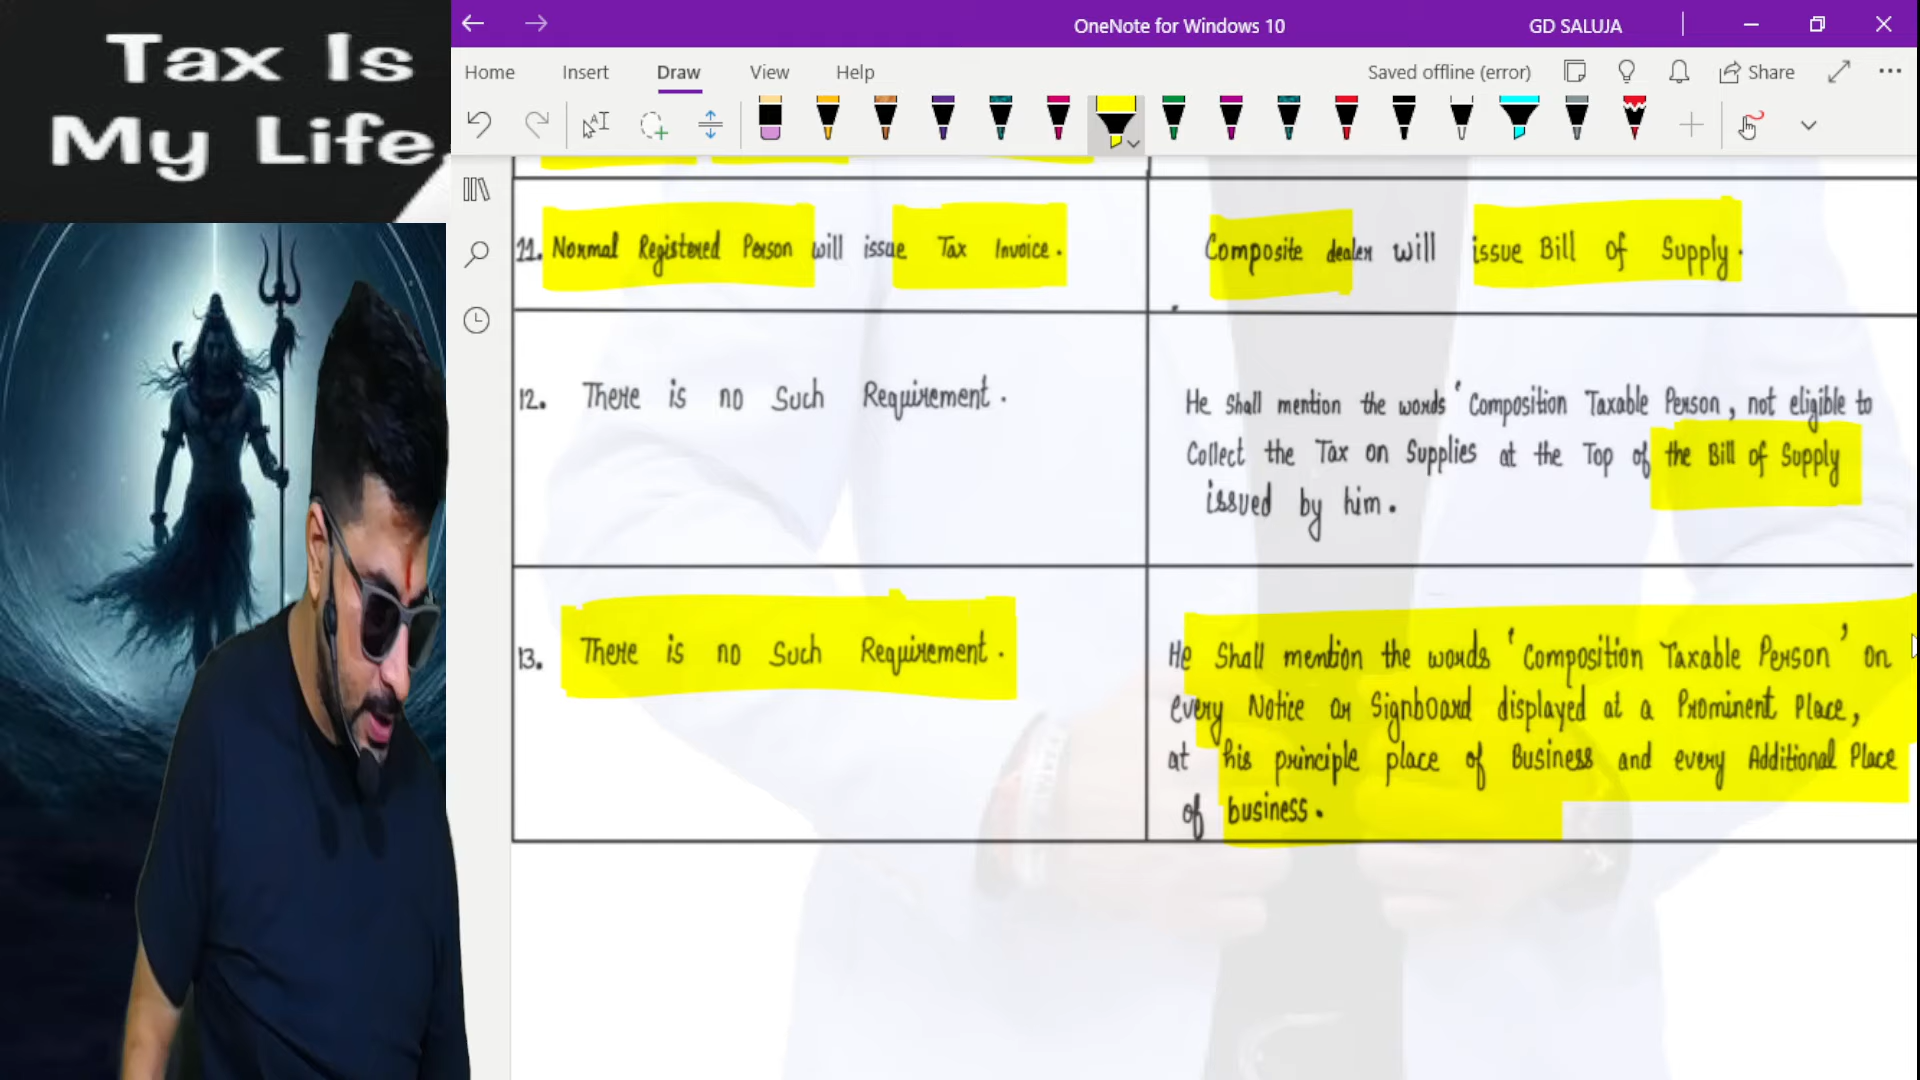 Tax Is
My Life.
OneNote for Windows 10
GD SALUJA
Home Insert Draw View Help
Saved offline (error)
Share
11. Normal Registered Person will issue Tax Invoice.
Composite dealer will issue Bill of Supply.
12. There is no Such Requirement.
He Shall mention the words 'Composition Taxable Person, not eligible to
Collect the Tax on Supplies at the Top of the Bill of Supply
issued by him.
13. There is no Such Requirement.
He Shall mention the words 'Composition Taxable Person' on
every Notice or Signboard displayed at a Prominent Place,
at his principle place of Business and every Additional Place
of business.